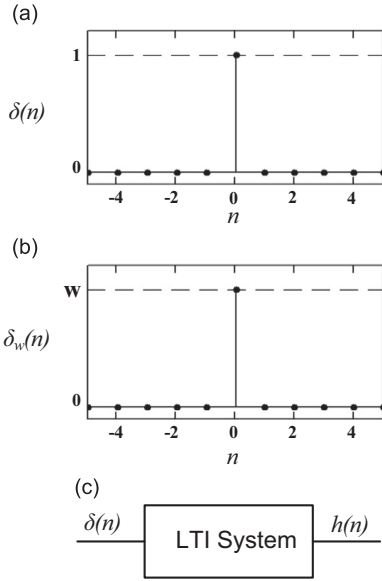 (a)
1
δ(n)
0
-4 -2 0 2 4
n
(b)
w
δw(n)
0
-4 -2 0 2 4
n
(c)
δ(n) LTI System h(n)